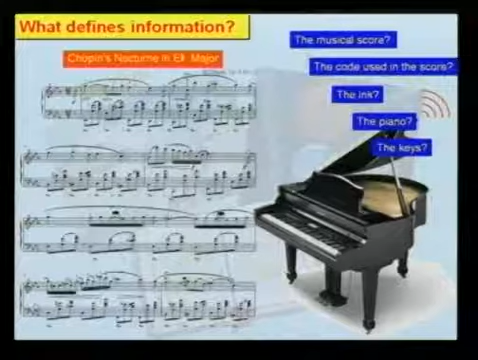 What defines information?
Chopin's Nocturne in E♭ Major
The musical score?
The code used in the score?
The ink?
The piano?
The keys?